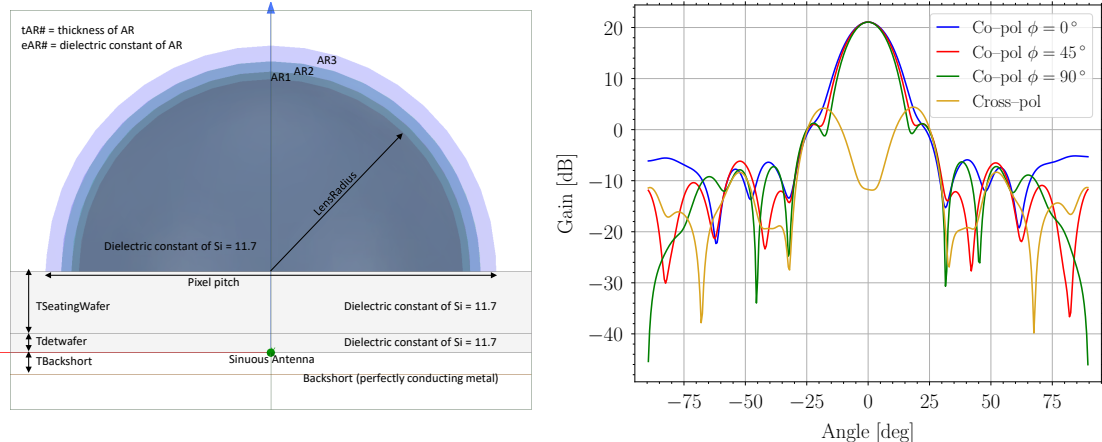 tAR# = thickness of AR
eAR# = dielectric constant of AR
AR3
AR2
AR1
LensRadius
Dielectric constant of Si = 11.7
Pixel pitch
TSeatingWafer
Dielectric constant of Si = 11.7
Tdetwafer
Dielectric constant of Si = 11.7
TBackshort
Sinuous Antenna
Backshort (perfectly conducting metal)
Gain [dB]
20
10
0
−10
−20
−30
−40
Co–pol ϕ = 0°
Co–pol ϕ = 45°
Co–pol ϕ = 90°
Cross–pol
−75
−50
−25
0
25
50
75
Angle [deg]